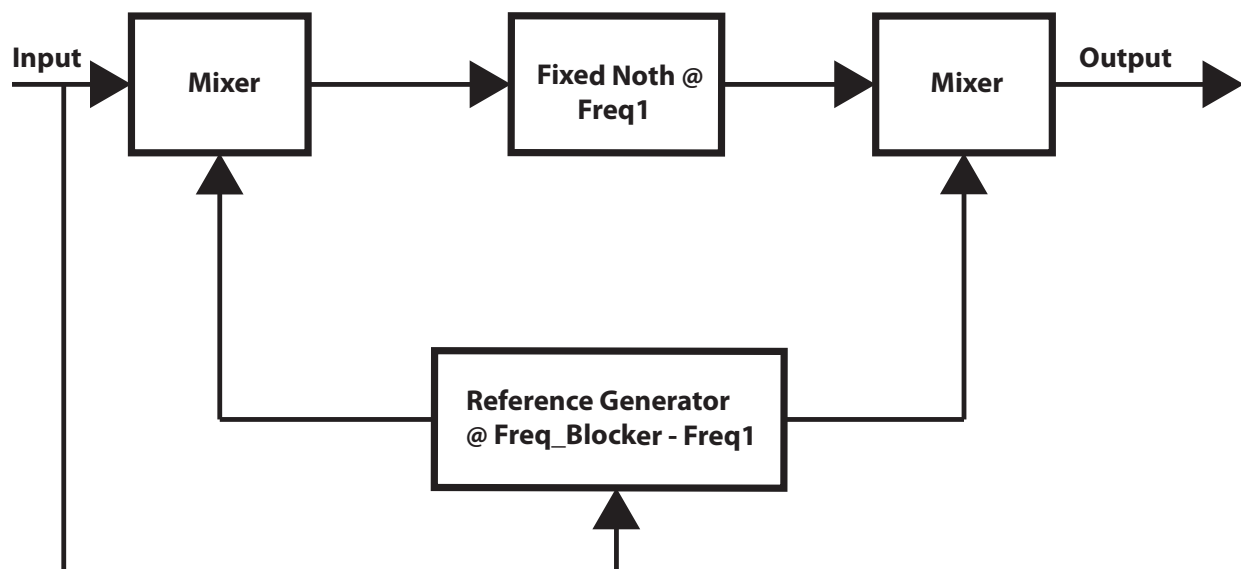 Input
Mixer
Fixed Noth @
Freq1
Mixer
Output
Reference Generator
@ Freq_Blocker - Freq1